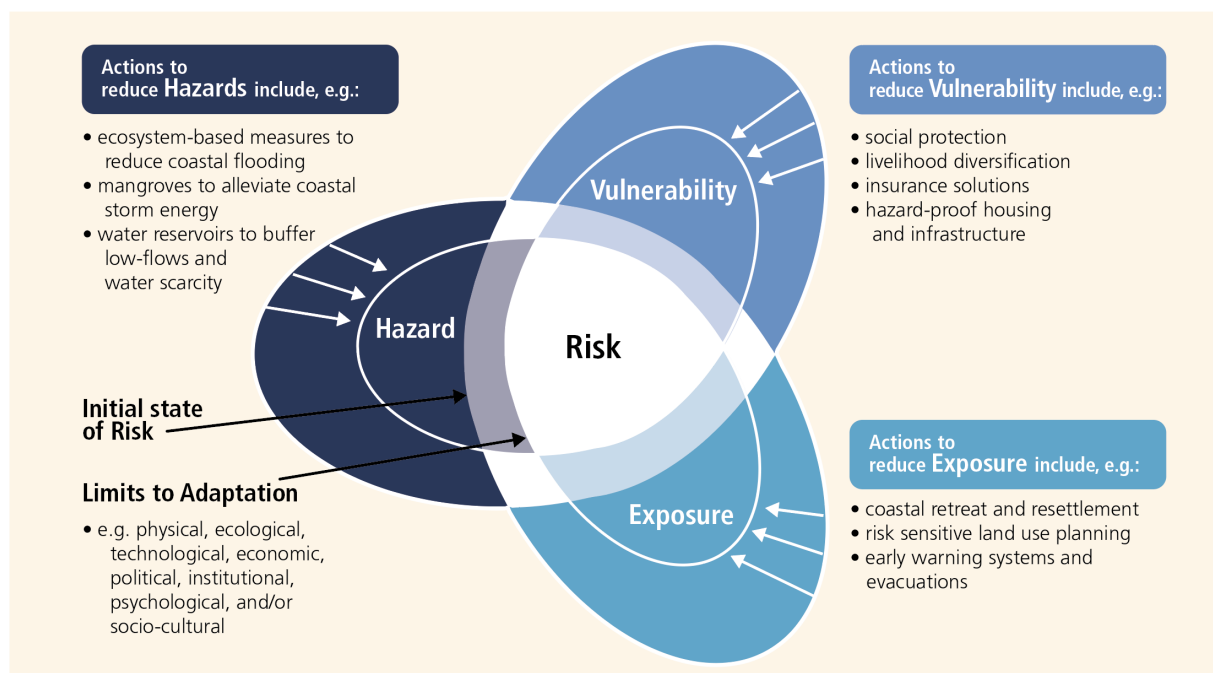 Actions to
reduce Hazards include, e.g.:
• ecosystem-based measures to
reduce coastal flooding
• mangroves to alleviate coastal
storm energy
• water reservoirs to buffer
low-flows and
water scarcity
Actions to
reduce Vulnerability include, e.g.:
• social protection
• livelihood diversification
• insurance solutions
• hazard-proof housing
and infrastructure
Vulnerability
Hazard
Risk
Exposure
Initial state
of Risk
Limits to Adaptation
• e.g. physical, ecological,
technological, economic,
political, institutional,
psychological, and/or
socio-cultural
Actions to
reduce Exposure include, e.g.:
• coastal retreat and resettlement
• risk sensitive land use planning
• early warning systems and
evacuations